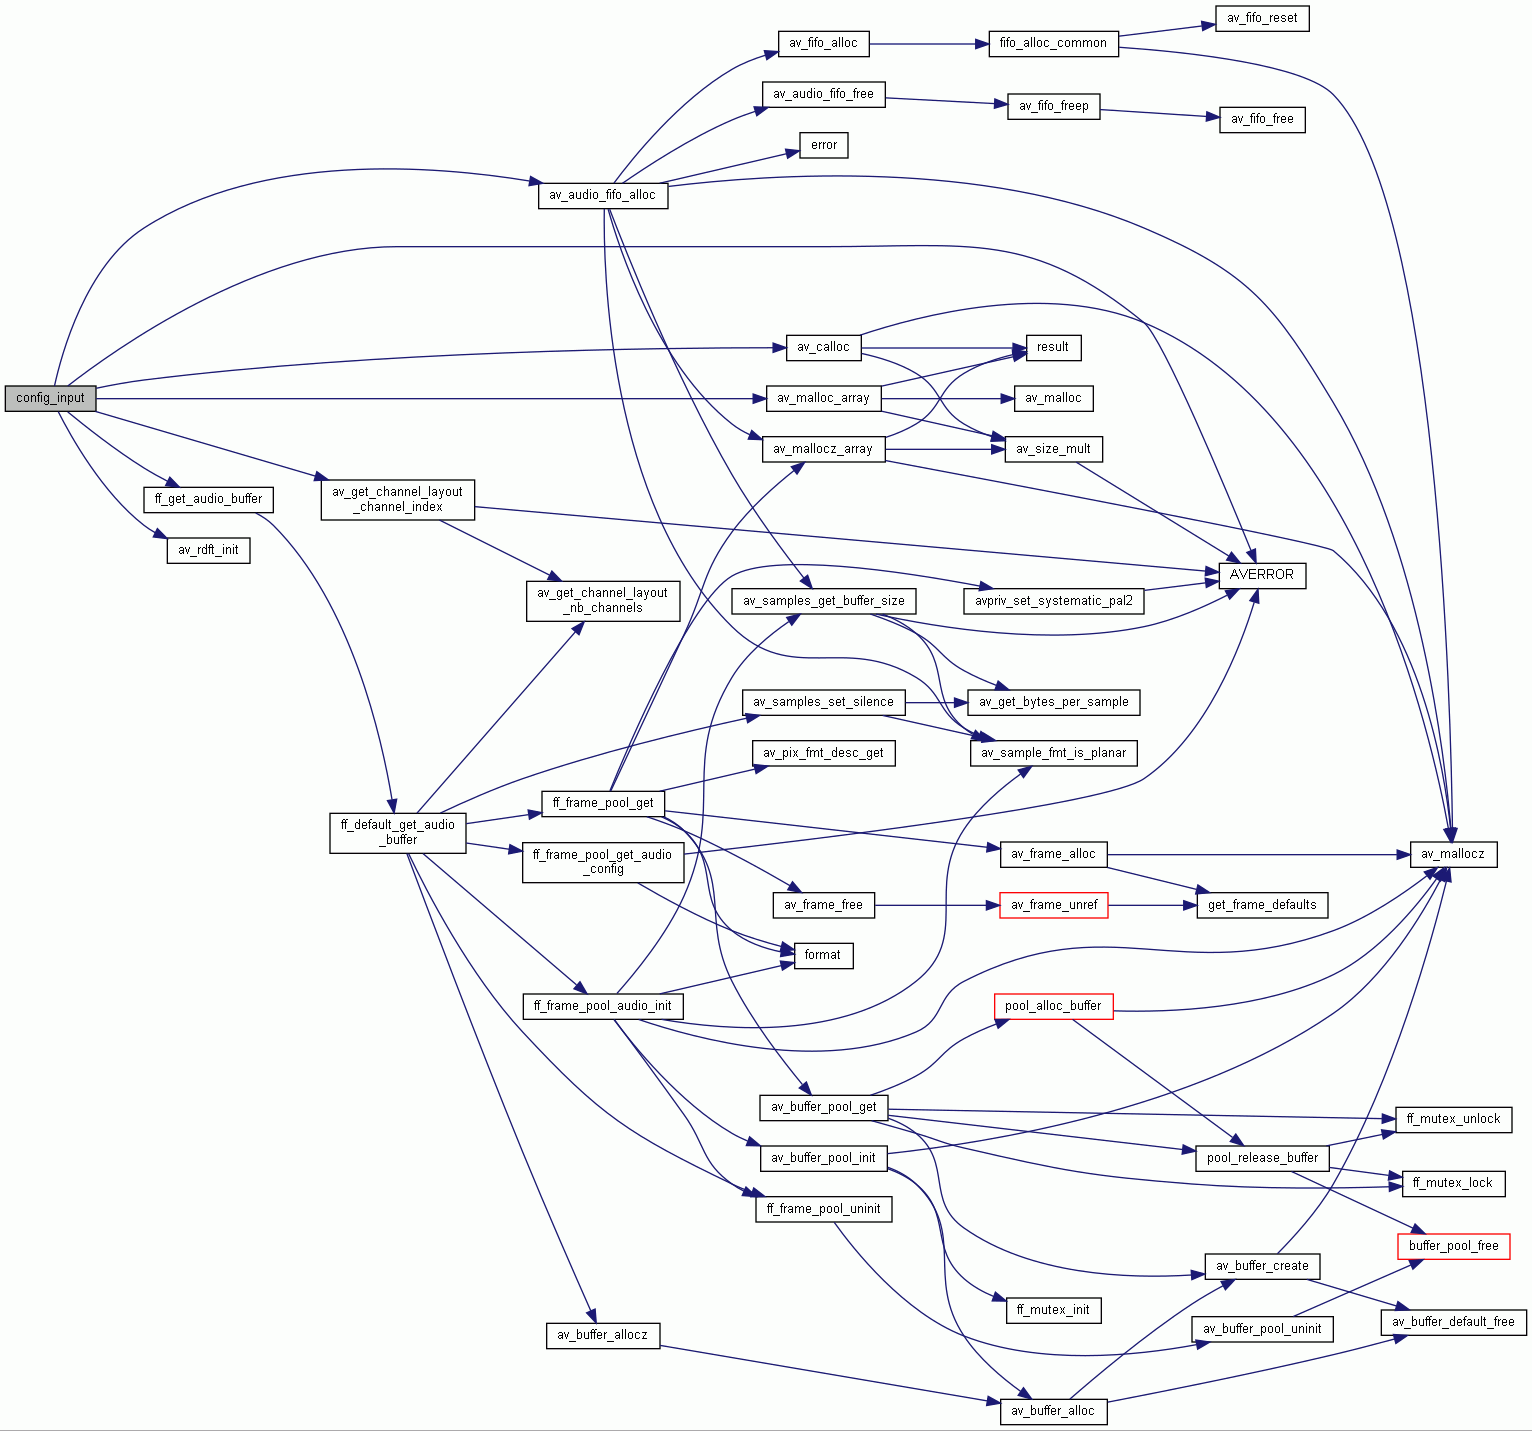 av_fifo_reset
av_fifo_alloc
fifo_alloc_common
av_audio_fifo_free
av_fifo_freep
av_fifo_free
error
av_audio_fifo_alloc
av_calloc
result
config_input
av_malloc_array
av_malloc
av_mallocz_array
av_size_mult
av_get_channel_layout
_channel_index
ff_get_audio_buffer
av_rdft_init
AVERROR
av_get_channel_layout
_nb_channels
av_samples_get_buffer_size
avpriv_set_systematic_pal2
av_samples_set_silence
av_get_bytes_per_sample
av_pix_fmt_desc_get
av_sample_fmt_is_planar
ff_frame_pool_get
ff_default_get_audio
_buffer
ff_frame_pool_get_audio
_config
av_frame_alloc
av_mallocz
av_frame_free
av_frame_unref
get_frame_defaults
format
ff_frame_pool_audio_init
pool_alloc_buffer
av_buffer_pool_get
ff_mutex_unlock
av_buffer_pool_init
pool_release_buffer
ff_mutex_lock
ff_frame_pool_uninit
buffer_pool_free
av_buffer_create
ff_mutex_init
av_buffer_allocz
av_buffer_pool_uninit
av_buffer_default_free
av_buffer_alloc